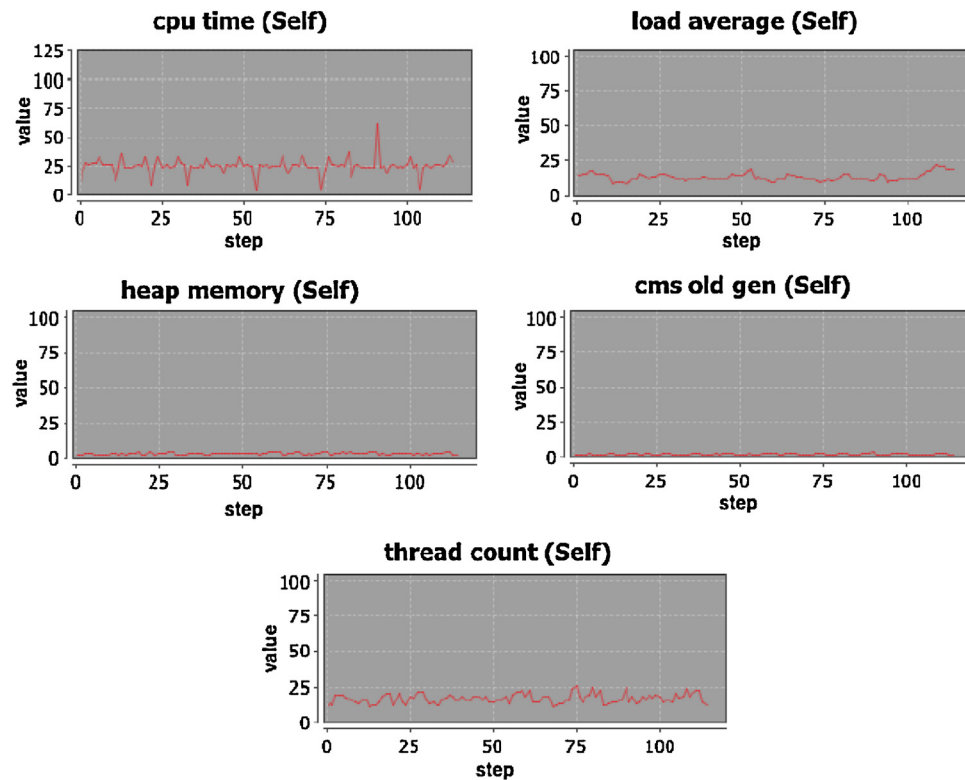 cpu time (Self)
125
100
75
50
25
0
value
0 25 50 75 100
step
load average (Self)
100
75
50
25
0
value
0 25 50 75 100
step
heap memory (Self)
100
75
50
25
0
value
0 25 50 75 100
step
cms old gen (Self)
100
75
50
25
0
value
0 25 50 75 100
step
thread count (Self)
100
75
50
25
0
value
0 25 50 75 100
step